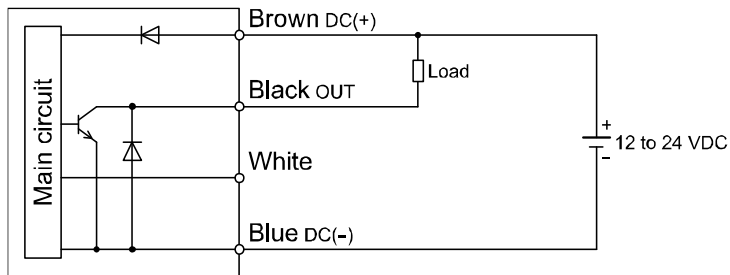 Brown DC(+)
Load
Black OUT
Main circuit
+
12 to 24 VDC
-
White
Blue DC(-)